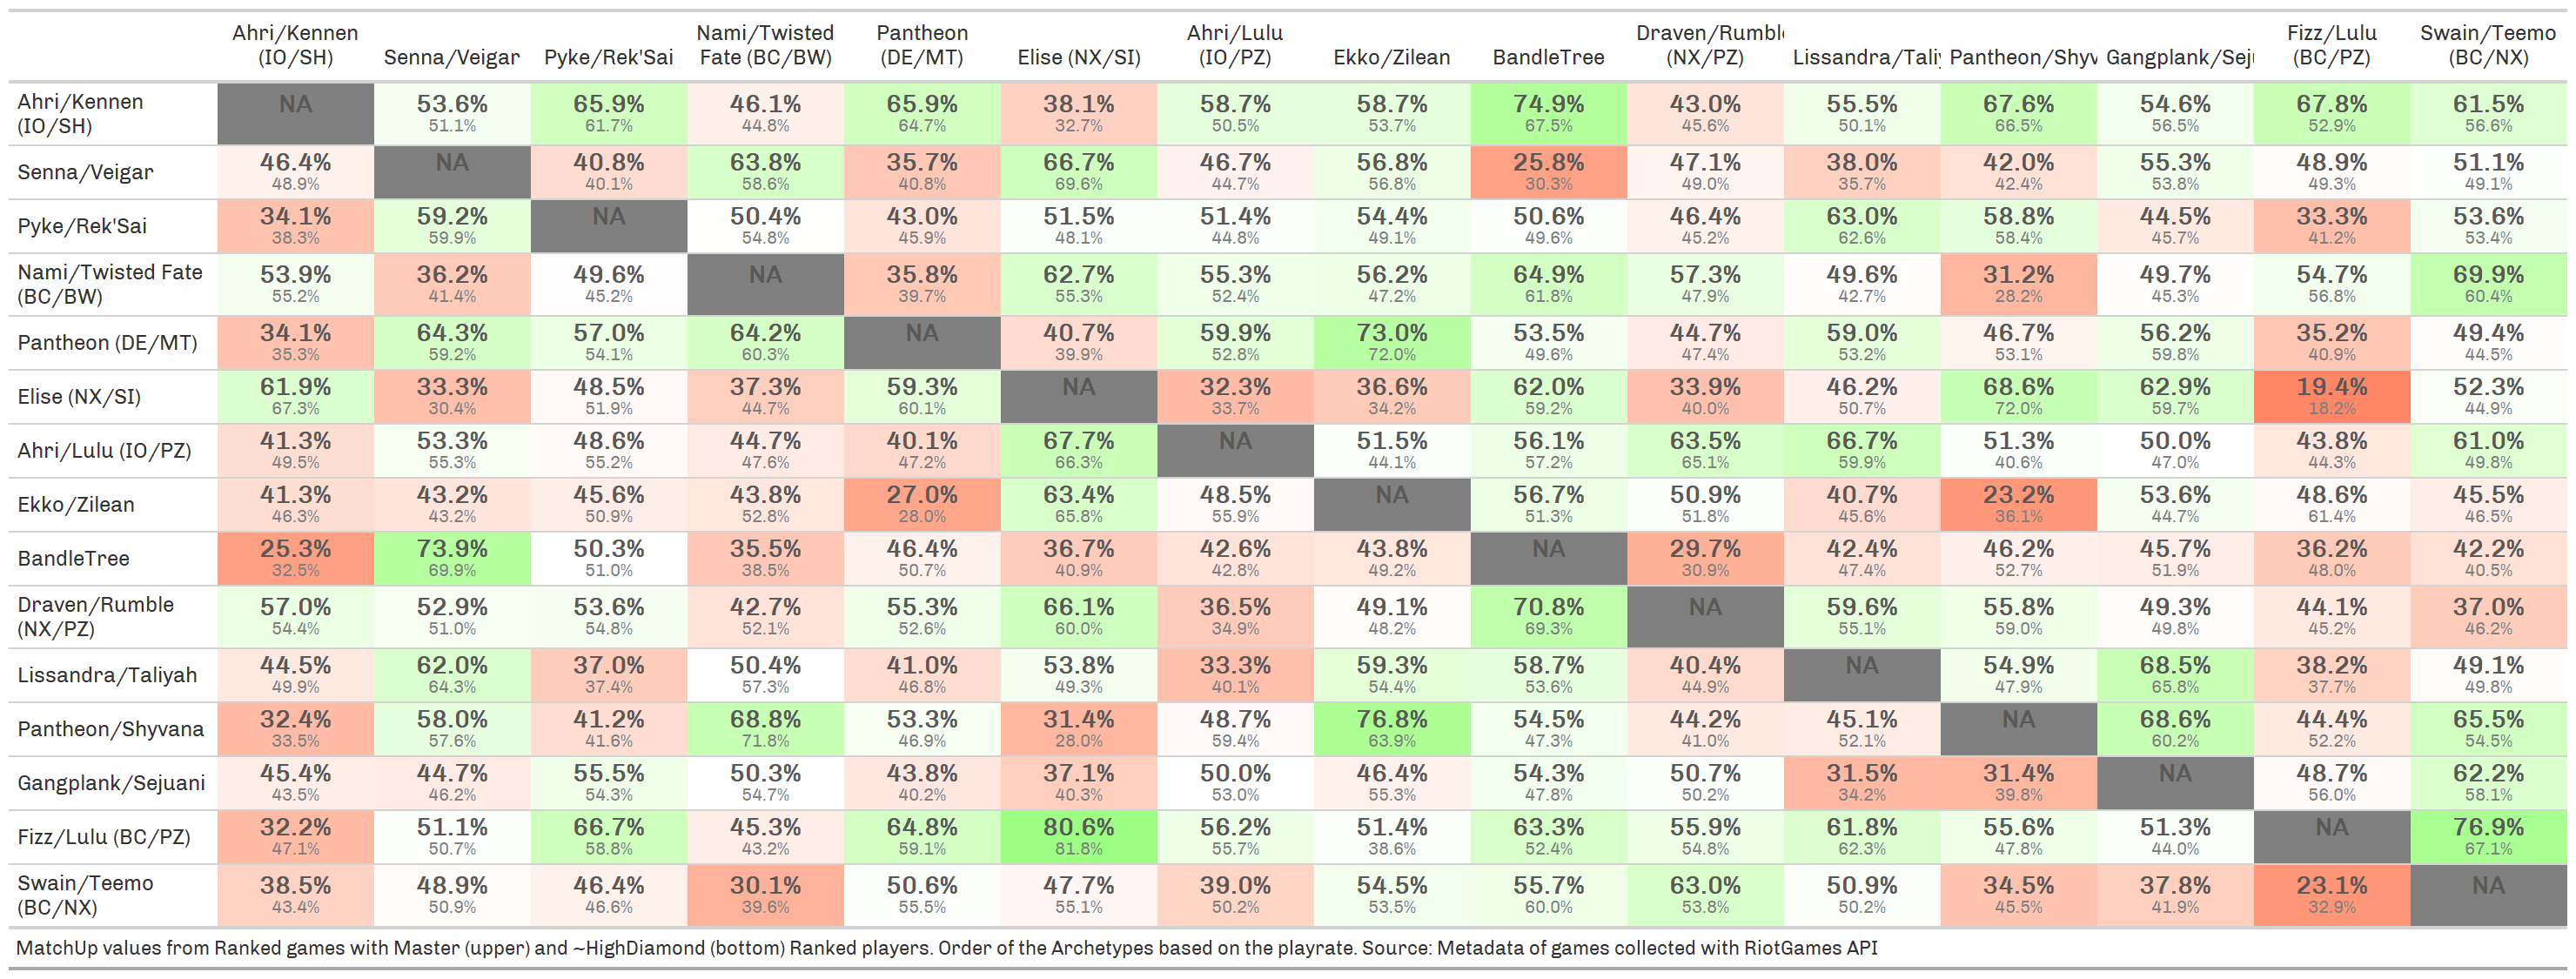 Ahri/Kennen (IO/SH) Senna/Veigar Pyke/Rek'Sai Nami/Twisted Fate (BC/BW) Pantheon (DE/MT) Elise (NX/SI) Ahri/Lulu (IO/PZ) Ekko/Zilean BandleTree Draven/Rumble (NX/PZ) Lissandra/Taliy Pantheon/Shyv Gangplank/Sej Fizz/Lulu (BC/PZ) Swain/Teemo (BC/NX)
Ahri/Kennen (IO/SH) NA 53.6% 65.9% 46.1% 65.9% 38.1% 58.7% 58.7% 74.9% 43.0% 55.5% 67.6% 54.6% 67.8% 61.5%
51.1% 61.7% 44.8% 64.7% 32.7% 50.5% 53.7% 67.5% 45.6% 50.1% 66.5% 56.5% 52.9% 56.6%
Senna/Veigar 46.4% NA 40.8% 63.8% 35.7% 66.7% 46.7% 56.8% 25.8% 47.1% 38.0% 42.0% 55.3% 48.9% 51.1%
48.9% 40.1% 58.6% 40.8% 69.6% 44.7% 56.8% 30.3% 49.0% 35.7% 42.4% 53.8% 49.3% 49.1%
Pyke/Rek'Sai 34.1% 59.2% NA 50.4% 43.0% 51.5% 51.4% 54.4% 50.6% 46.4% 63.0% 58.8% 44.5% 33.3% 53.6%
38.3% 59.9% 54.8% 45.9% 48.1% 44.8% 49.1% 49.6% 45.2% 62.6% 58.4% 45.7% 41.2% 53.4%
Nami/Twisted Fate (BC/BW) 53.9% 36.2% 49.6% NA 35.8% 62.7% 55.3% 56.2% 64.9% 57.3% 49.6% 31.2% 49.7% 54.7% 69.9%
55.2% 41.4% 45.2% 39.7% 55.3% 52.4% 47.2% 61.8% 47.9% 42.7% 28.2% 45.3% 56.8% 60.4%
Pantheon (DE/MT) 34.1% 64.3% 57.0% 64.2% NA 40.7% 59.9% 73.0% 53.5% 44.7% 59.0% 46.7% 56.2% 35.2% 49.4%
35.3% 59.2% 54.1% 60.3% 39.9% 52.8% 72.0% 49.6% 47.4% 53.2% 53.1% 59.8% 40.9% 44.5%
Elise (NX/SI) 61.9% 33.3% 48.5% 37.3% 59.3% NA 32.3% 36.6% 62.0% 33.9% 46.2% 68.6% 62.9% 19.4% 52.3%
67.3% 30.4% 51.9% 44.7% 60.1% 33.7% 34.2% 59.2% 40.0% 50.7% 72.0% 59.7% 18.2% 44.9%
Ahri/Lulu (IO/PZ) 41.3% 53.3% 48.6% 44.7% 40.1% 67.7% NA 51.5% 56.1% 63.5% 66.7% 51.3% 50.0% 43.8% 61.0%
49.5% 55.3% 55.2% 47.6% 47.2% 66.3% 44.1% 57.2% 65.1% 59.9% 40.6% 47.0% 44.3% 49.8%
Ekko/Zilean 41.3% 43.2% 45.6% 43.8% 27.0% 63.4% 48.5% NA 56.7% 50.9% 40.7% 23.2% 53.6% 48.6% 45.5%
46.3% 43.2% 50.9% 52.8% 28.0% 65.8% 55.9% 51.3% 51.8% 45.6% 36.1% 44.7% 61.4% 46.5%
BandleTree 25.3% 73.9% 50.3% 35.5% 46.4% 36.7% 42.6% 43.8% NA 29.7% 42.4% 46.2% 45.7% 36.2% 42.2%
32.5% 69.9% 51.0% 38.5% 50.7% 40.9% 42.8% 49.2% 30.9% 47.4% 52.7% 51.9% 48.0% 40.5%
Draven/Rumble (NX/PZ) 57.0% 52.9% 53.6% 42.7% 55.3% 66.1% 36.5% 49.1% 70.8% NA 59.6% 55.8% 49.3% 44.1% 37.0%
54.4% 51.0% 54.8% 52.1% 52.6% 60.0% 34.9% 48.2% 69.3% 55.1% 59.0% 49.8% 45.2% 46.2%
Lissandra/Taliyah 44.5% 62.0% 37.0% 50.4% 41.0% 53.8% 33.3% 59.3% 58.7% 40.4% NA 54.9% 68.5% 38.2% 49.1%
49.9% 64.3% 37.4% 57.3% 46.8% 49.3% 40.1% 54.4% 53.6% 44.9% 47.9% 65.8% 37.7% 49.8%
Pantheon/Shyvana 32.4% 58.0% 41.2% 68.8% 53.3% 31.4% 48.7% 76.8% 54.5% 44.2% 45.1% NA 68.6% 44.4% 65.5%
33.5% 57.6% 41.6% 71.8% 46.9% 28.0% 59.4% 63.9% 47.3% 41.0% 52.1% 60.2% 52.2% 54.5%
Gangplank/Sejuani 45.4% 44.7% 55.5% 50.3% 43.8% 37.1% 50.0% 46.4% 54.3% 50.7% 31.5% 31.4% NA 48.7% 62.2%
43.5% 46.2% 54.3% 54.7% 40.2% 40.3% 53.0% 55.3% 47.8% 50.2% 34.2% 39.8% 56.0% 58.1%
Fizz/Lulu (BC/PZ) 32.2% 51.1% 66.7% 45.3% 64.8% 80.6% 56.2% 51.4% 63.3% 55.9% 61.8% 55.6% 51.3% NA 76.9%
47.1% 50.7% 58.8% 43.2% 59.1% 81.8% 55.7% 38.6% 52.4% 54.8% 62.3% 47.8% 44.0% 67.1%
Swain/Teemo (BC/NX) 38.5% 48.9% 46.4% 30.1% 50.6% 47.7% 39.0% 54.5% 55.7% 63.0% 50.9% 34.5% 37.8% 23.1% NA
43.4% 50.9% 46.6% 39.6% 55.5% 55.1% 50.2% 53.5% 60.0% 53.8% 50.2% 45.5% 41.9% 32.9%
MatchUp values from Ranked games with Master (upper) and ~HighDiamond (bottom) Ranked players. Order of the Archetypes based on the playrate. Source: Metadata of games collected with RiotGames API